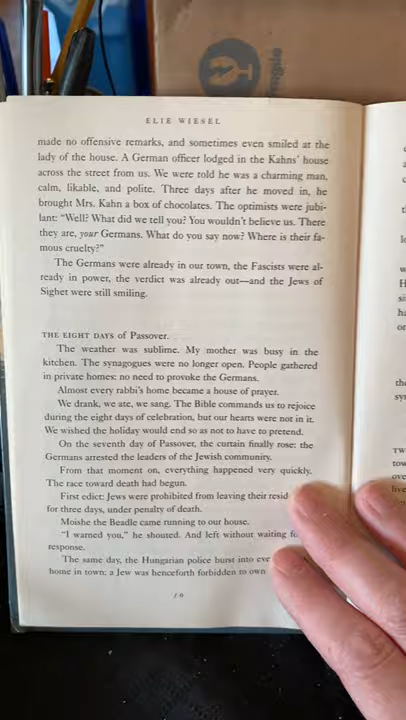 fragile
ELIE WIESEL
made no offensive remarks, and sometimes even smiled at the
lady of the house. A German officer lodged in the Kahns' house
across the street from us. We were told he was a charming man,
calm, likable, and polite. Three days after he moved in, he
brought Mrs. Kahn a box of chocolates. The optimists were jubi-
lant: "Well? What did we tell you? You wouldn't believe us. There
they are, your Germans. What do you say now? Where is their fa-
mous cruelty?"
The Germans were already in our town, the Fascists were al-
ready in power, the verdict was already out—and the Jews of
Sighet were still smiling.
THE EIGHT DAYS of Passover.
The weather was sublime. My mother was busy in the
kitchen. The synagogues were no longer open. People gathered
in private homes: no need to provoke the Germans.
Almost every rabbi's home became a house of prayer.
We drank, we ate, we sang. The Bible commands us to rejoice
during the eight days of celebration, but our hearts were not in it.
We wished the holiday would end so as not to have to pretend.
On the seventh day of Passover, the curtain finally rose: the
Germans arrested the leaders of the Jewish community.
From that moment on, everything happened very quickly.
The race toward death had begun.
First edict: Jews were prohibited from leaving their resid
for three days, under penalty of death.
Moishe the Beadle came running to our house.
"I warned you," he shouted. And left without waiting
response.
The same day, the Hungarian police burst into
home in town: a Jew was henceforth forbidden to own
10